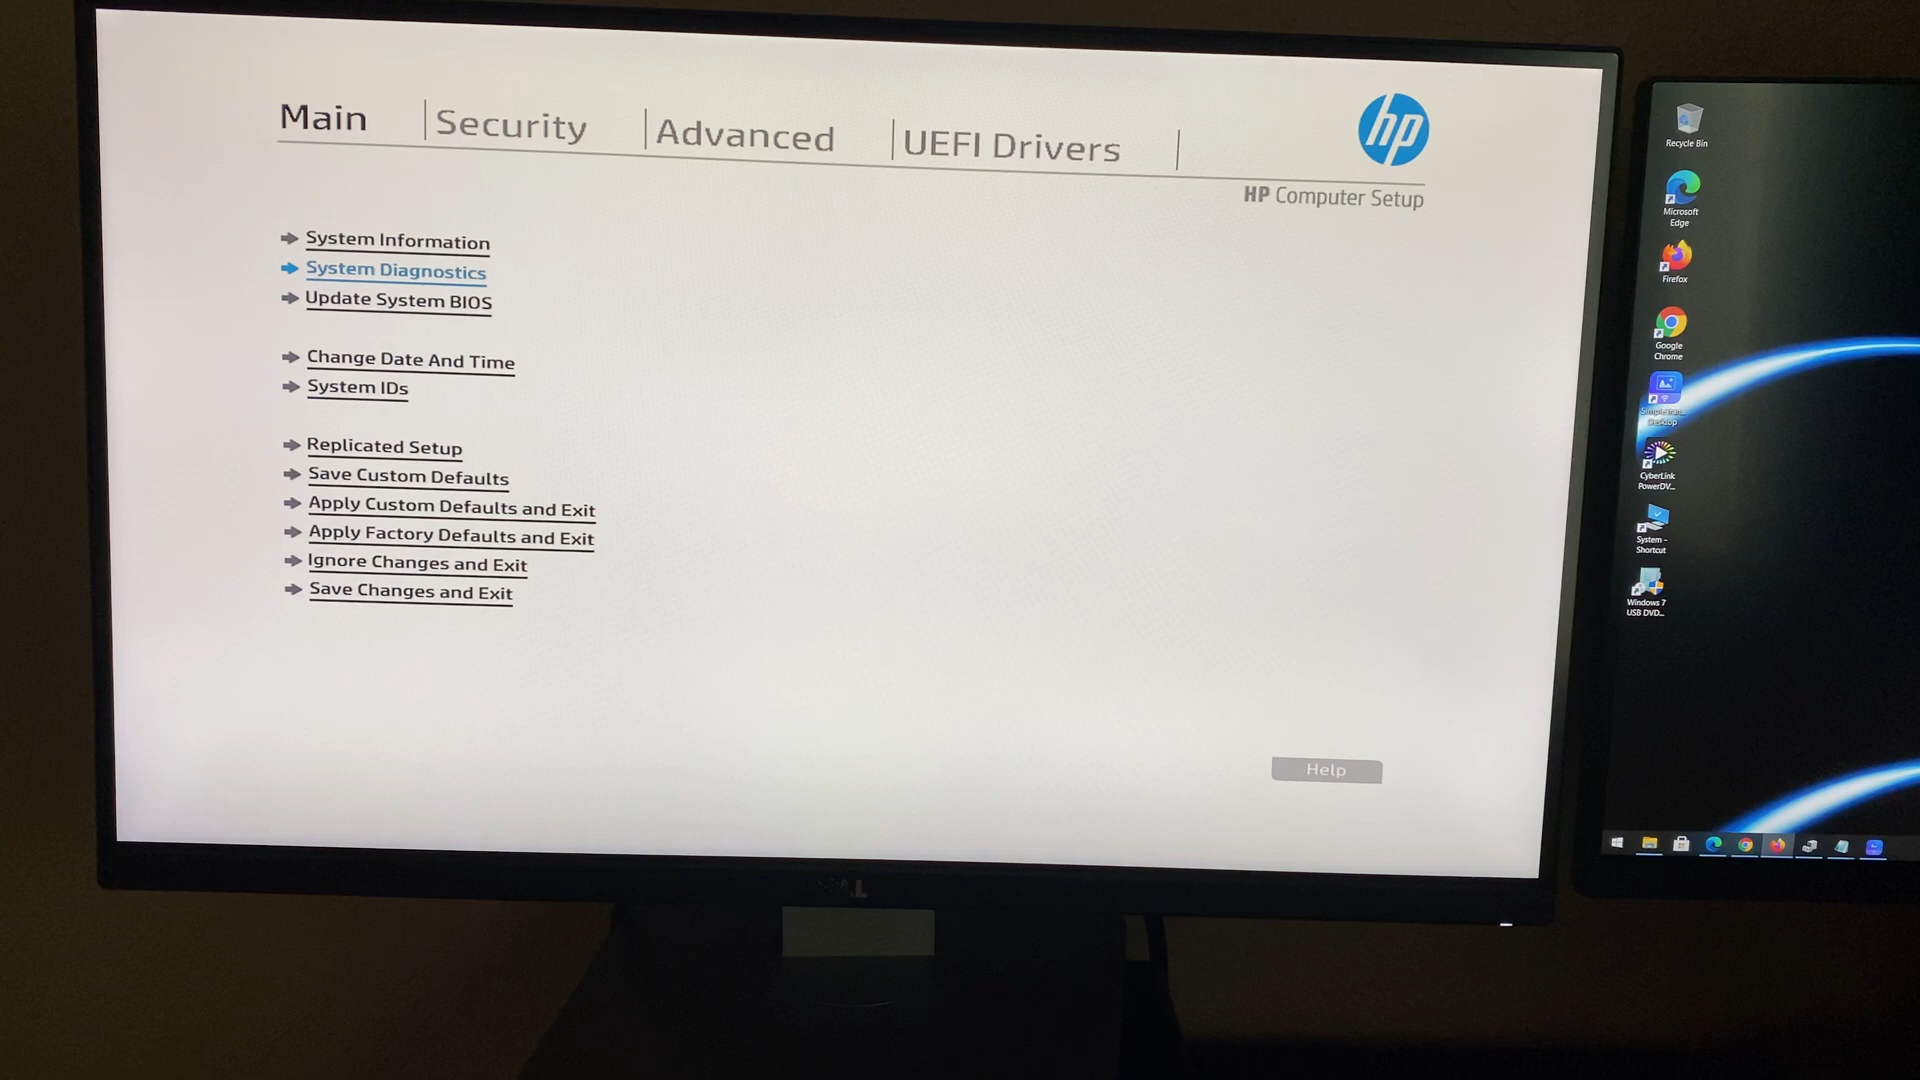 Main
Security
Advanced
UEFI Drivers
hp
HP Computer Setup
System Information
System Diagnostics
Update System BIOS
Change Date And Time
System IDs
Replicated Setup
Save Custom Defaults
Apply Custom Defaults and Exit
Apply Factory Defaults and Exit
Ignore Changes and Exit
Save Changes and Exit
Help
Recycle Bin
Microsoft
Edge
Firefox
Google
Chrome
Desktop
CyberLink
PowerDV...
System -
Shortcut
Windows 7
USB DVD...